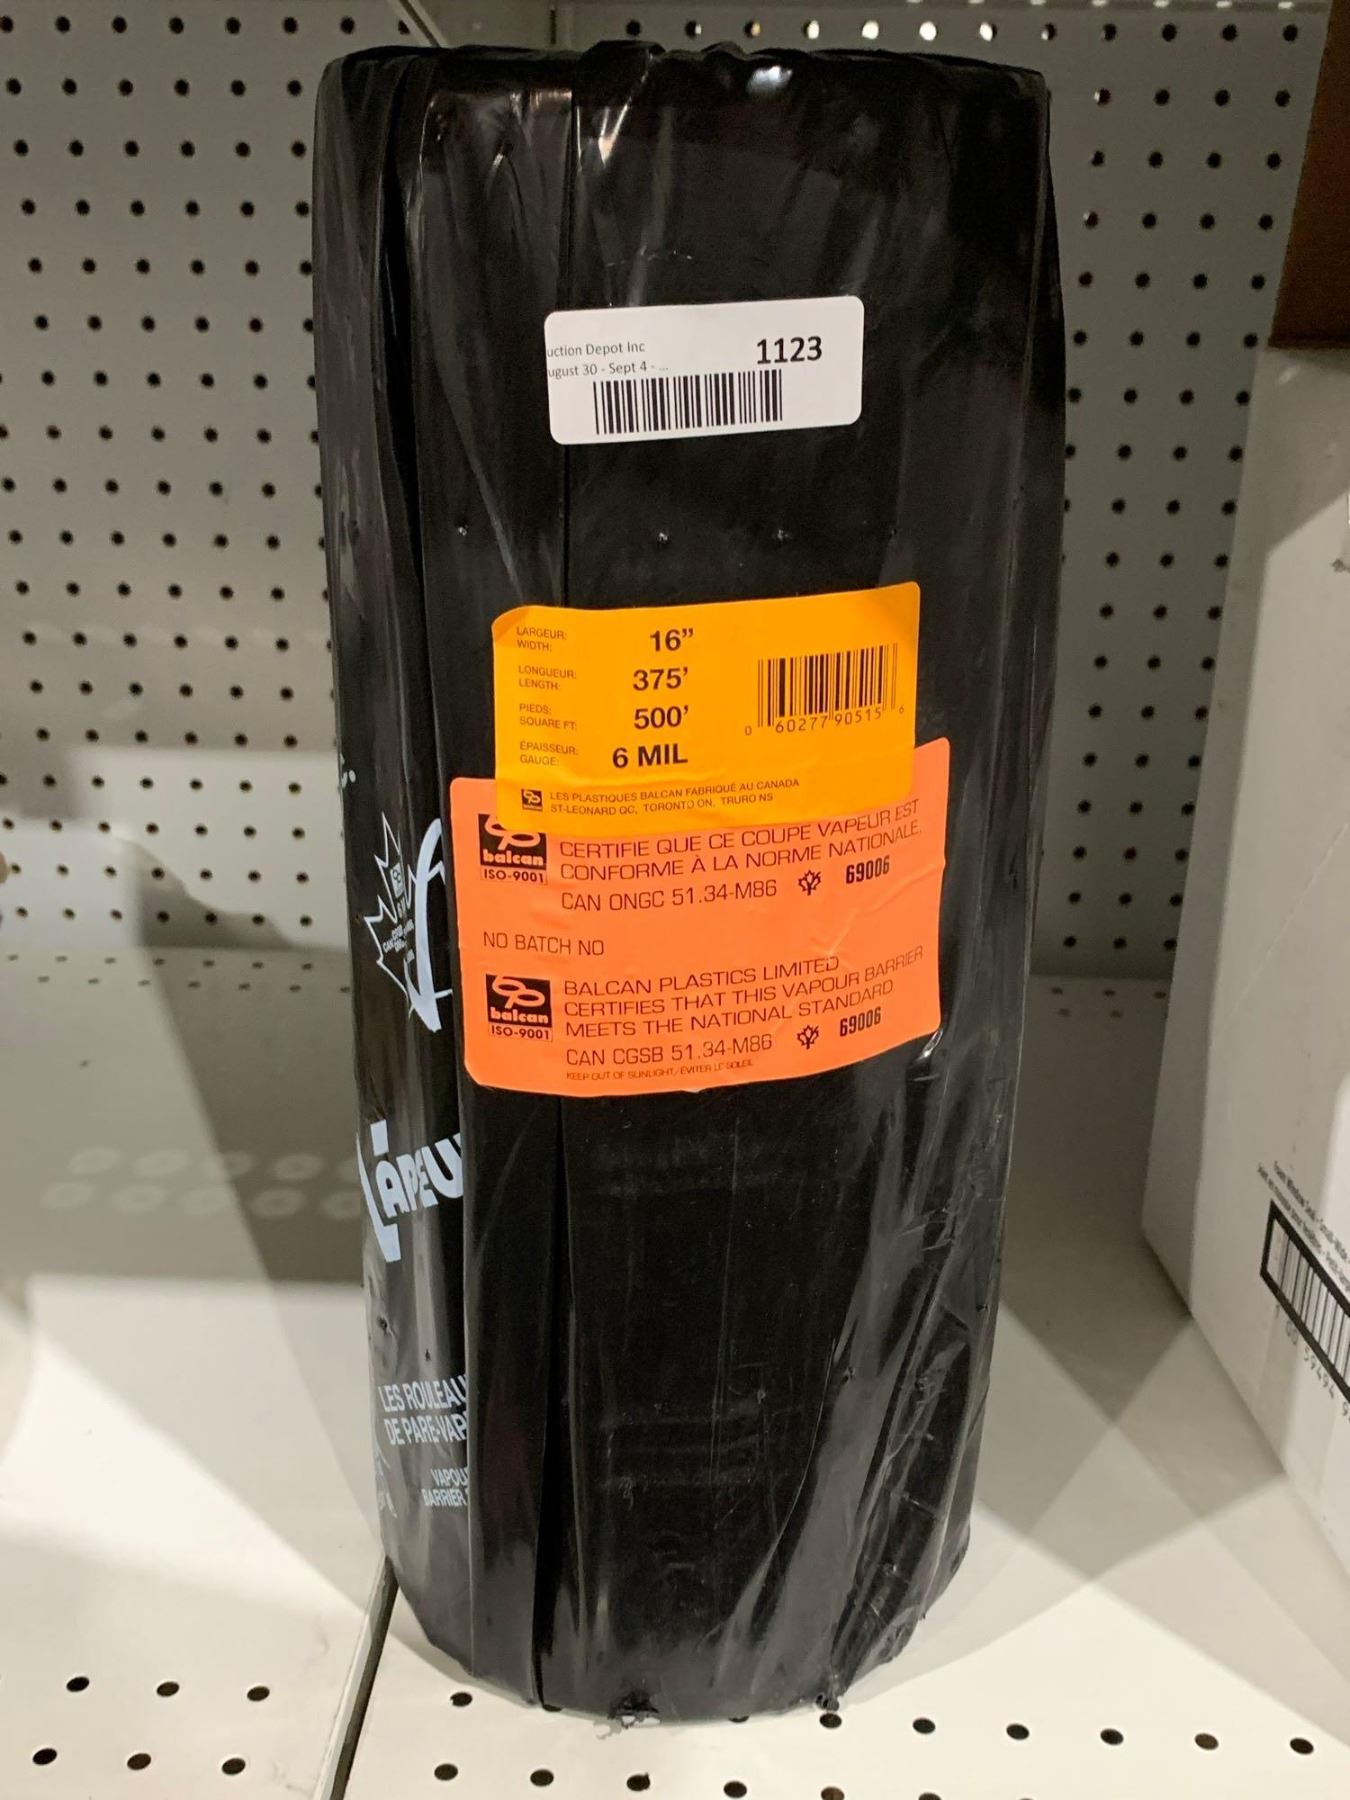 uction Depot Inc
1123
ugust 30 - Sept 4 - ...
LARGEUR:
WIDTH:
16"
LONGUEUR:
LENGTH:
375'
PIEDS:
SQUARE FT:
500'
ÉPAISSEUR:
GAUGE:
6 MIL
0 60277 90515 6
LES PLASTIQUES BALCAN FABRIQUÉ AU CANADA
ST-LEONARD QC, TORONTO ON, TRURO NS
balcan
ISO-9001
CERTIFIE QUE CE COUPE VAPEUR EST
CONFORME À LA NORME NATIONALE,
CAN ONGC 51.34-M86
69006
NO BATCH NO
balcan
ISO-9001
BALCAN PLASTICS LIMITED
CERTIFIES THAT THIS VAPOUR BARRIER
MEETS THE NATIONAL STANDARD
CAN CGSB 51.34-M86
69006
KEEP OUT OF SUNLIGHT/ÉVITER LE SOLEIL
VAPEU
LES ROULEAU
DE PARE-VAP
VAPOU
BARRIER